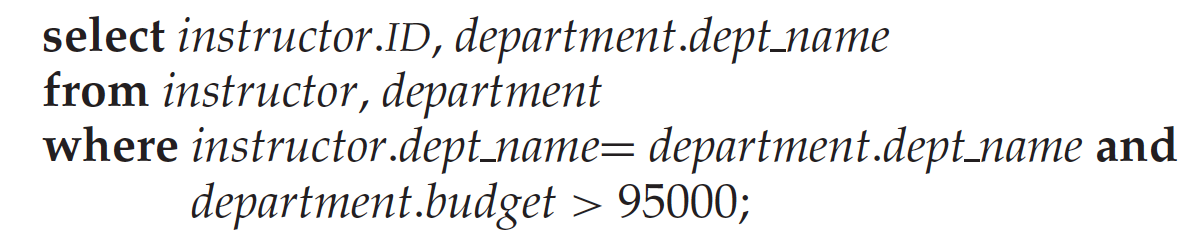 select instructor.ID, department.dept_name
from instructor, department
where instructor.dept_name= department.dept_name and
department.budget > 95000;